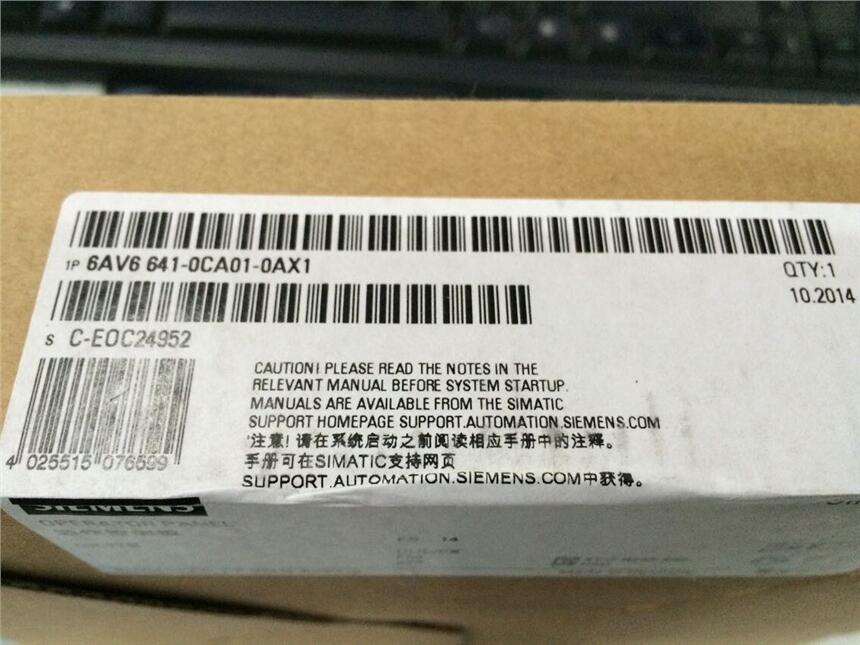 1P 6AV6 641-0CA01-0AX1
QTY:1
10.2014
S C-EOC24952
CAUTION! PLEASE READ THE NOTES IN THE
RELEVANT MANUAL BEFORE SYSTEM STARTUP.
MANUALS ARE AVAILABLE FROM THE SIMATIC
SUPPORT HOMEPAGE SUPPORT.AUTOMATION.SIEMENS.COM
注意! 请在系统启动之前阅读相应手册中的注释。
手册可在SIMATIC支持网页
SUPPORT.AUTOMATION.SIEMENS.COM中获得。
4 025515 076599
SIEMENS
OPERATOR PANEL
14